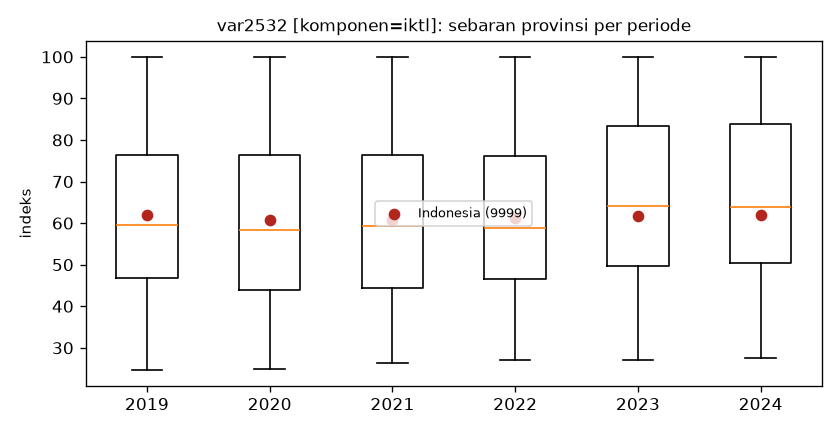 var2532 [komponen=iktl]: sebaran provinsi per periode
indeks
100
90
80
70
60
50
40
30
Indonesia (9999)
2019 2020 2021 2022 2023 2024